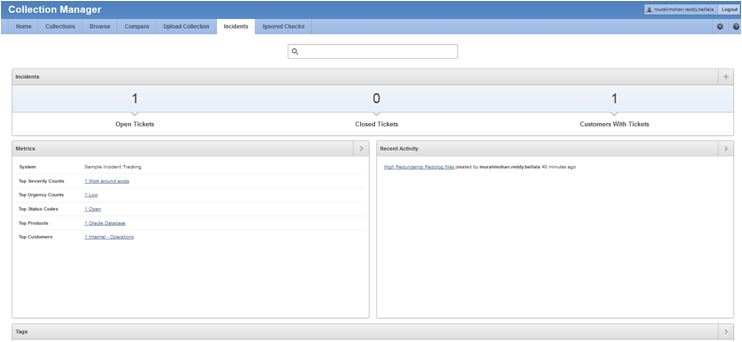 Collection Manager
muralimohan.reddy.bellala Logout
Home Collections Browse Compare Upload Collection Incidents Ignored Checks
Incidents
1 0 1
Open Tickets Closed Tickets Customers With Tickets
Metrics
System Sample Incident Tracking
Top Severity Counts 1 Work around exists
Top Urgency Counts 1 Low
Top Status Codes 1 Open
Top Products 1 Oracle Database
Top Customers 1 Internal - Operations
Recent Activity
High Redundancy Redolog files created by muralimohan.reddy.bellala 40 minutes ago
Tags